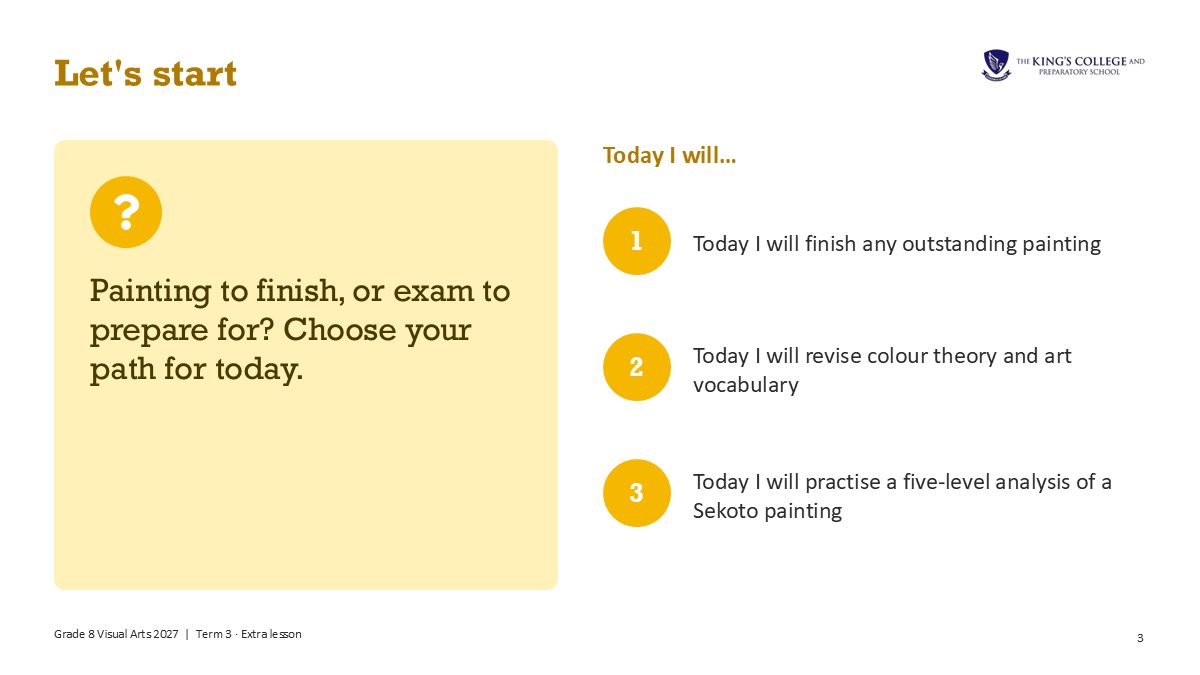 Let's start
THE KING'S COLLEGE AND
PREPARATORY SCHOOL
?
Painting to finish, or exam to
prepare for? Choose your
path for today.
Today I will...
1
Today I will finish any outstanding painting
2
Today I will revise colour theory and art
vocabulary
3
Today I will practise a five-level analysis of a
Sekoto painting
Grade 8 Visual Arts 2027 | Term 3 · Extra lesson
3